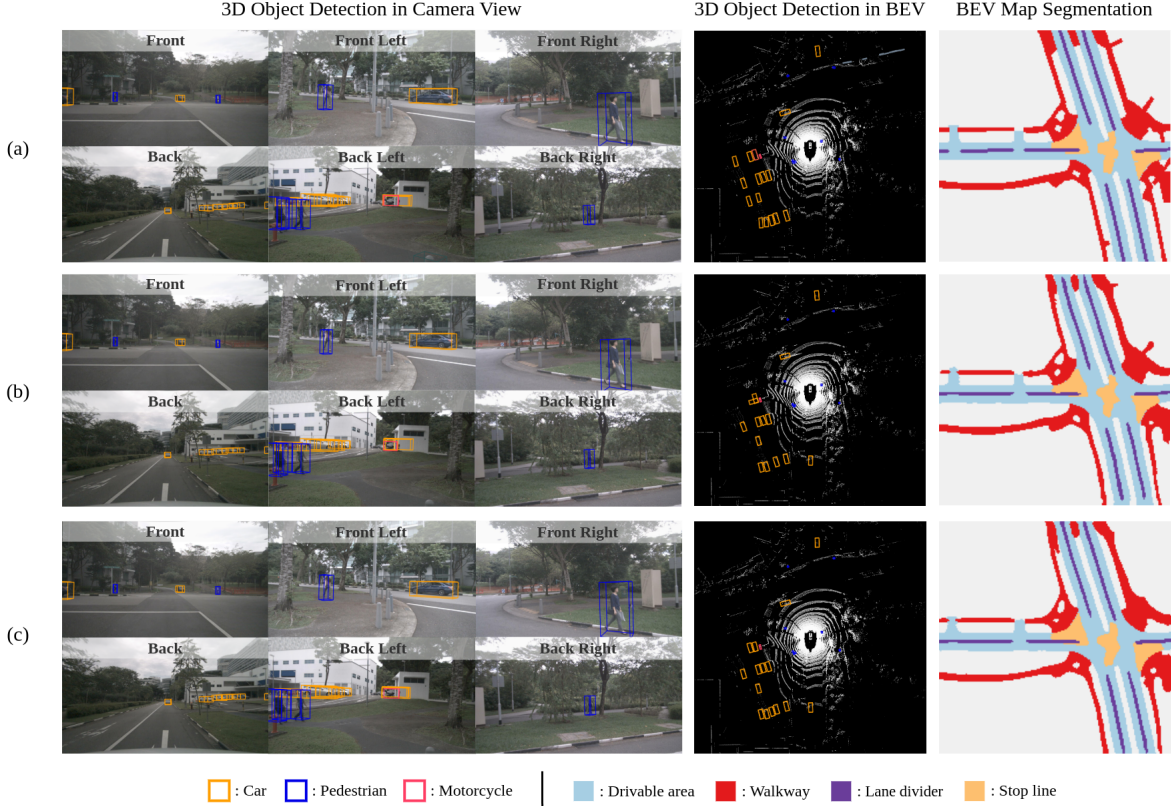 3D Object Detection in Camera View 3D Object Detection in BEV BEV Map Segmentation
(a)
Front Front Left Front Right
Back Back Left Back Right
(b)
Front Front Left Front Right
Back Back Left Back Right
(c)
Front Front Left Front Right
Back Back Left Back Right
: Car : Pedestrian : Motorcycle : Drivable area : Walkway : Lane divider : Stop line